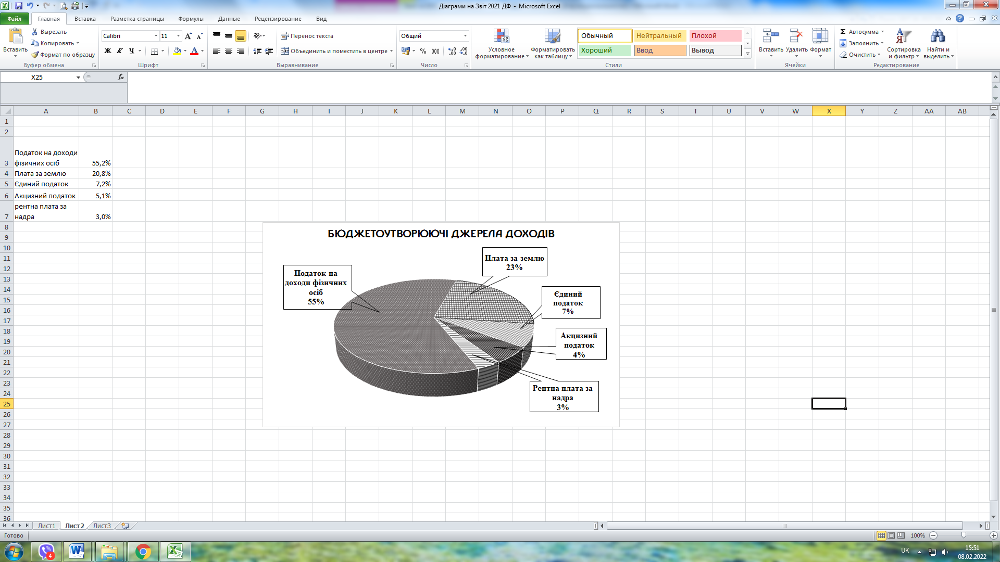 Діаграми на Звіт 2021 ДФ - Microsoft Excel
Файл Главная Вставка Разметка страницы Формулы Данные Рецензирование Вид
Вставить
Вырезать
Копировать
Формат по образцу
Буфер обмена
Calibri 11
Ж К Ч
Шрифт
Перенос текста
Объединить и поместить в центре
Выравнивание
Общий
% 000
Число
Условное форматирование
Форматировать как таблицу
Обычный Нейтральный Плохой
Хороший Ввод Вывод
Стили
Вставить Удалить Формат
Ячейки
Автосумма
Заполнить
Очистить
Сортировка и фильтр
Найти и выделить
Редактирование
X25 fx
A B C D E F G H I J K L M N O P Q R S T U V W X Y Z AA AB
1
2
Податок на доходи
3 фізичних осіб 55,2%
4 Плата за землю 20,8%
5 Єдиний податок 7,2%
6 Акцизний податок 5,1%
рентна плата за
7 надра 3,0%
8
9
10
11
12
13
14
15
16
17
18
19
20
21
22
23
24
25
26
27
28
29
30
31
32
33
34
35
36
БЮДЖЕТОУТВОРЮЮЧІ ДЖЕРЕЛА ДОХОДІВ
Податок на
доходи фізичних
осіб
55%
Плата за землю
23%
Єдиний
податок
7%
Акцизний
податок
4%
Рентна плата за
надра
3%
Лист1 Лист2 Лист3
Готово
100%
4
UK
15:51
08.02.2022